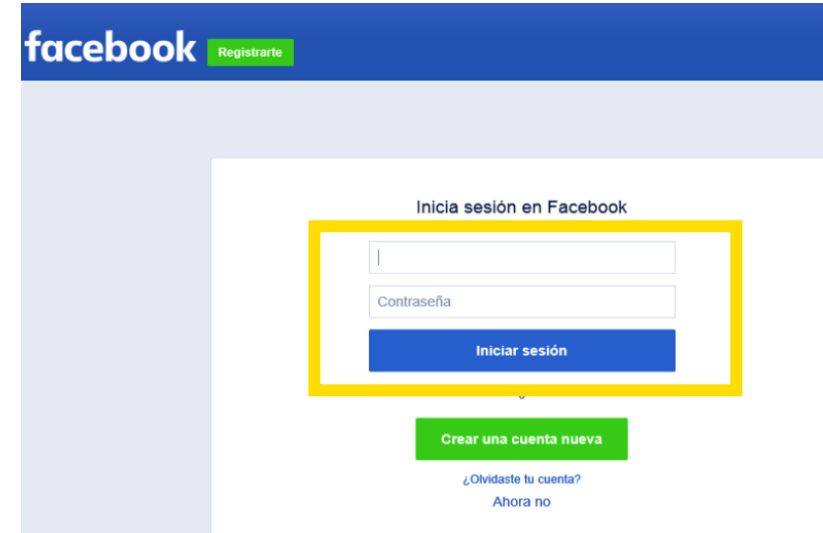 facebook Registrarte
Inicia sesión en Facebook
Contraseña
Iniciar sesión
Crear una cuenta nueva
¿Olvidaste tu cuenta?
Ahora no